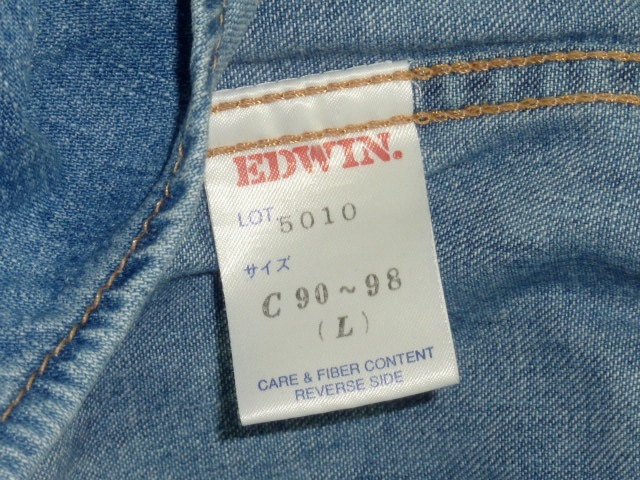 EDWIN.
LOT. 5010
サイズ
C 90~98
(L)
CARE & FIBER CONTENT
REVERSE SIDE